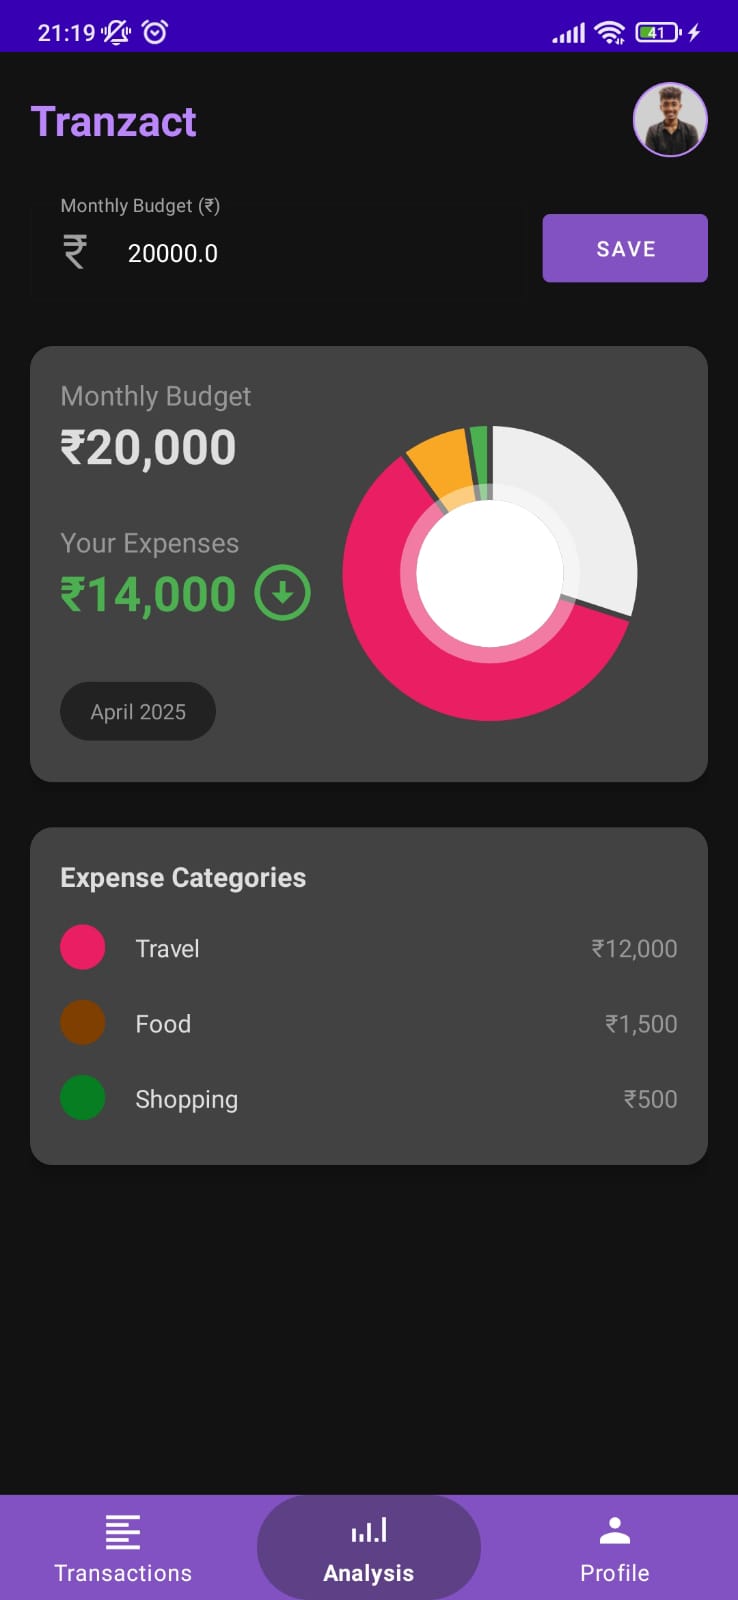 21:19
41
Tranzact
Monthly Budget (₹)
₹ 20000.0
SAVE
Monthly Budget
₹20,000
Your Expenses
₹14,000
April 2025
Expense Categories
Travel ₹12,000
Food ₹1,500
Shopping ₹500
Transactions Analysis Profile